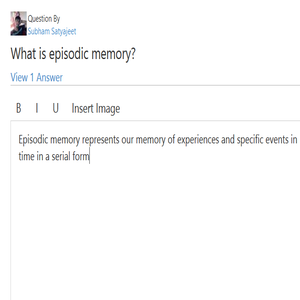 Question By
Subham Satyajeet
What is episodic memory?
View 1 Answer
B I U Insert Image
Episodic memory represents our memory of experiences and specific events in
time in a serial form